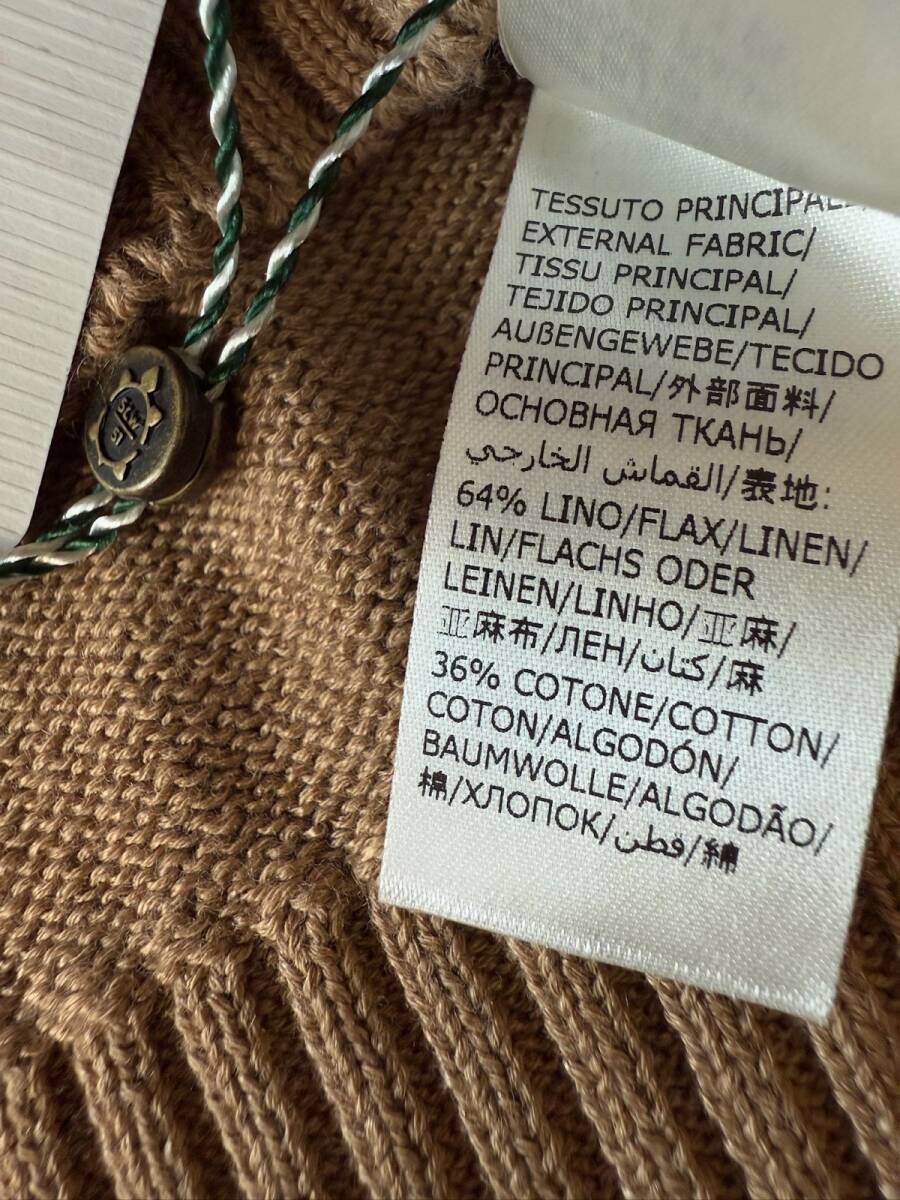 TESSUTO PRINCIPALE/
EXTERNAL FABRIC/
TISSU PRINCIPAL/
TEJIDO PRINCIPAL/
AUßENGEWEBE/TECIDO
PRINCIPAL/外部面料/
ОСНОВНАЯ ТКАНЬ/
القماش الخارجي/表地:
64% LINO/FLAX/LINEN/
LIN/FLACHS ODER
LEINEN/LINHO/亚麻/
亚麻布/ЛЕН/كتان/麻
36% COTONE/COTTON/
COTON/ALGODÓN/
BAUMWOLLE/ALGODÃO/
棉/ХЛОПОК/قطن/綿